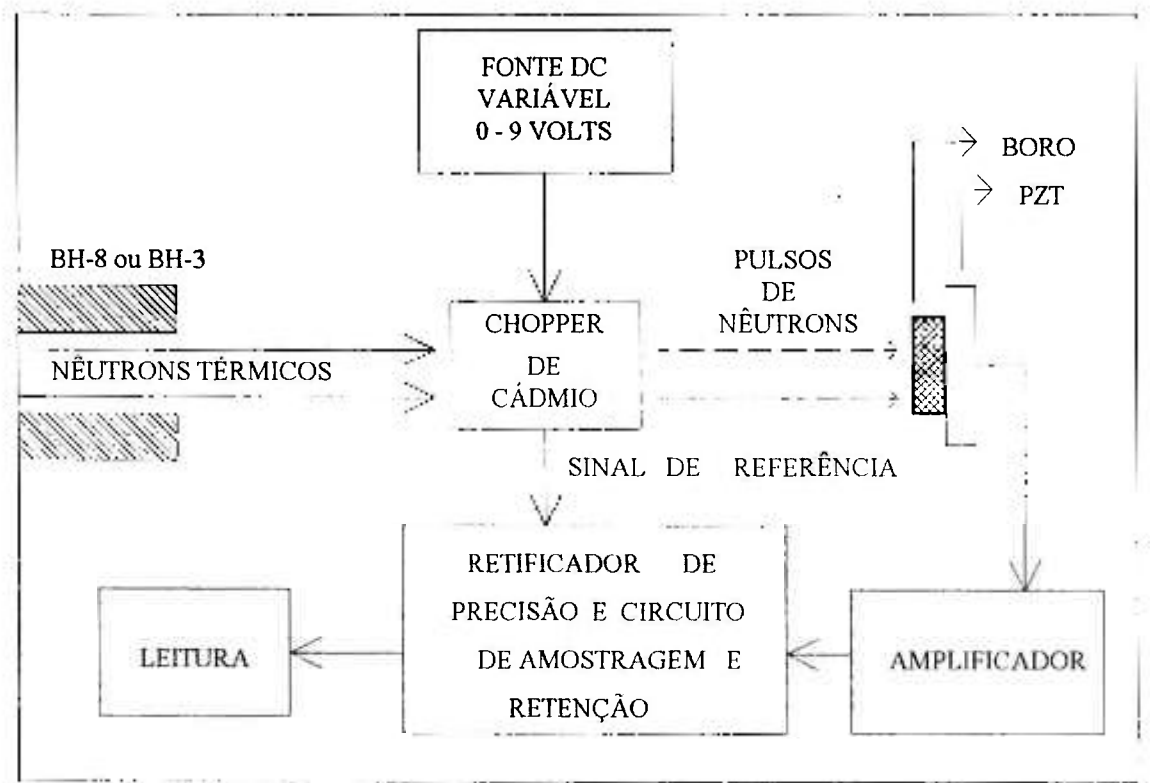 FONTE DC
VARIÁVEL
0 - 9 VOLTS
BORO
PZT
BH-8 ou BH-3
PULSOS
DE
NÊUTRONS
CHOPPER
DE
CÁDMIO
NÊUTRONS TÉRMICOS
SINAL DE REFERÊNCIA
RETIFICADOR DE
PRECISÃO E CIRCUITO
DE AMOSTRAGEM E
RETENÇÃO
LEITURA
AMPLIFICADOR